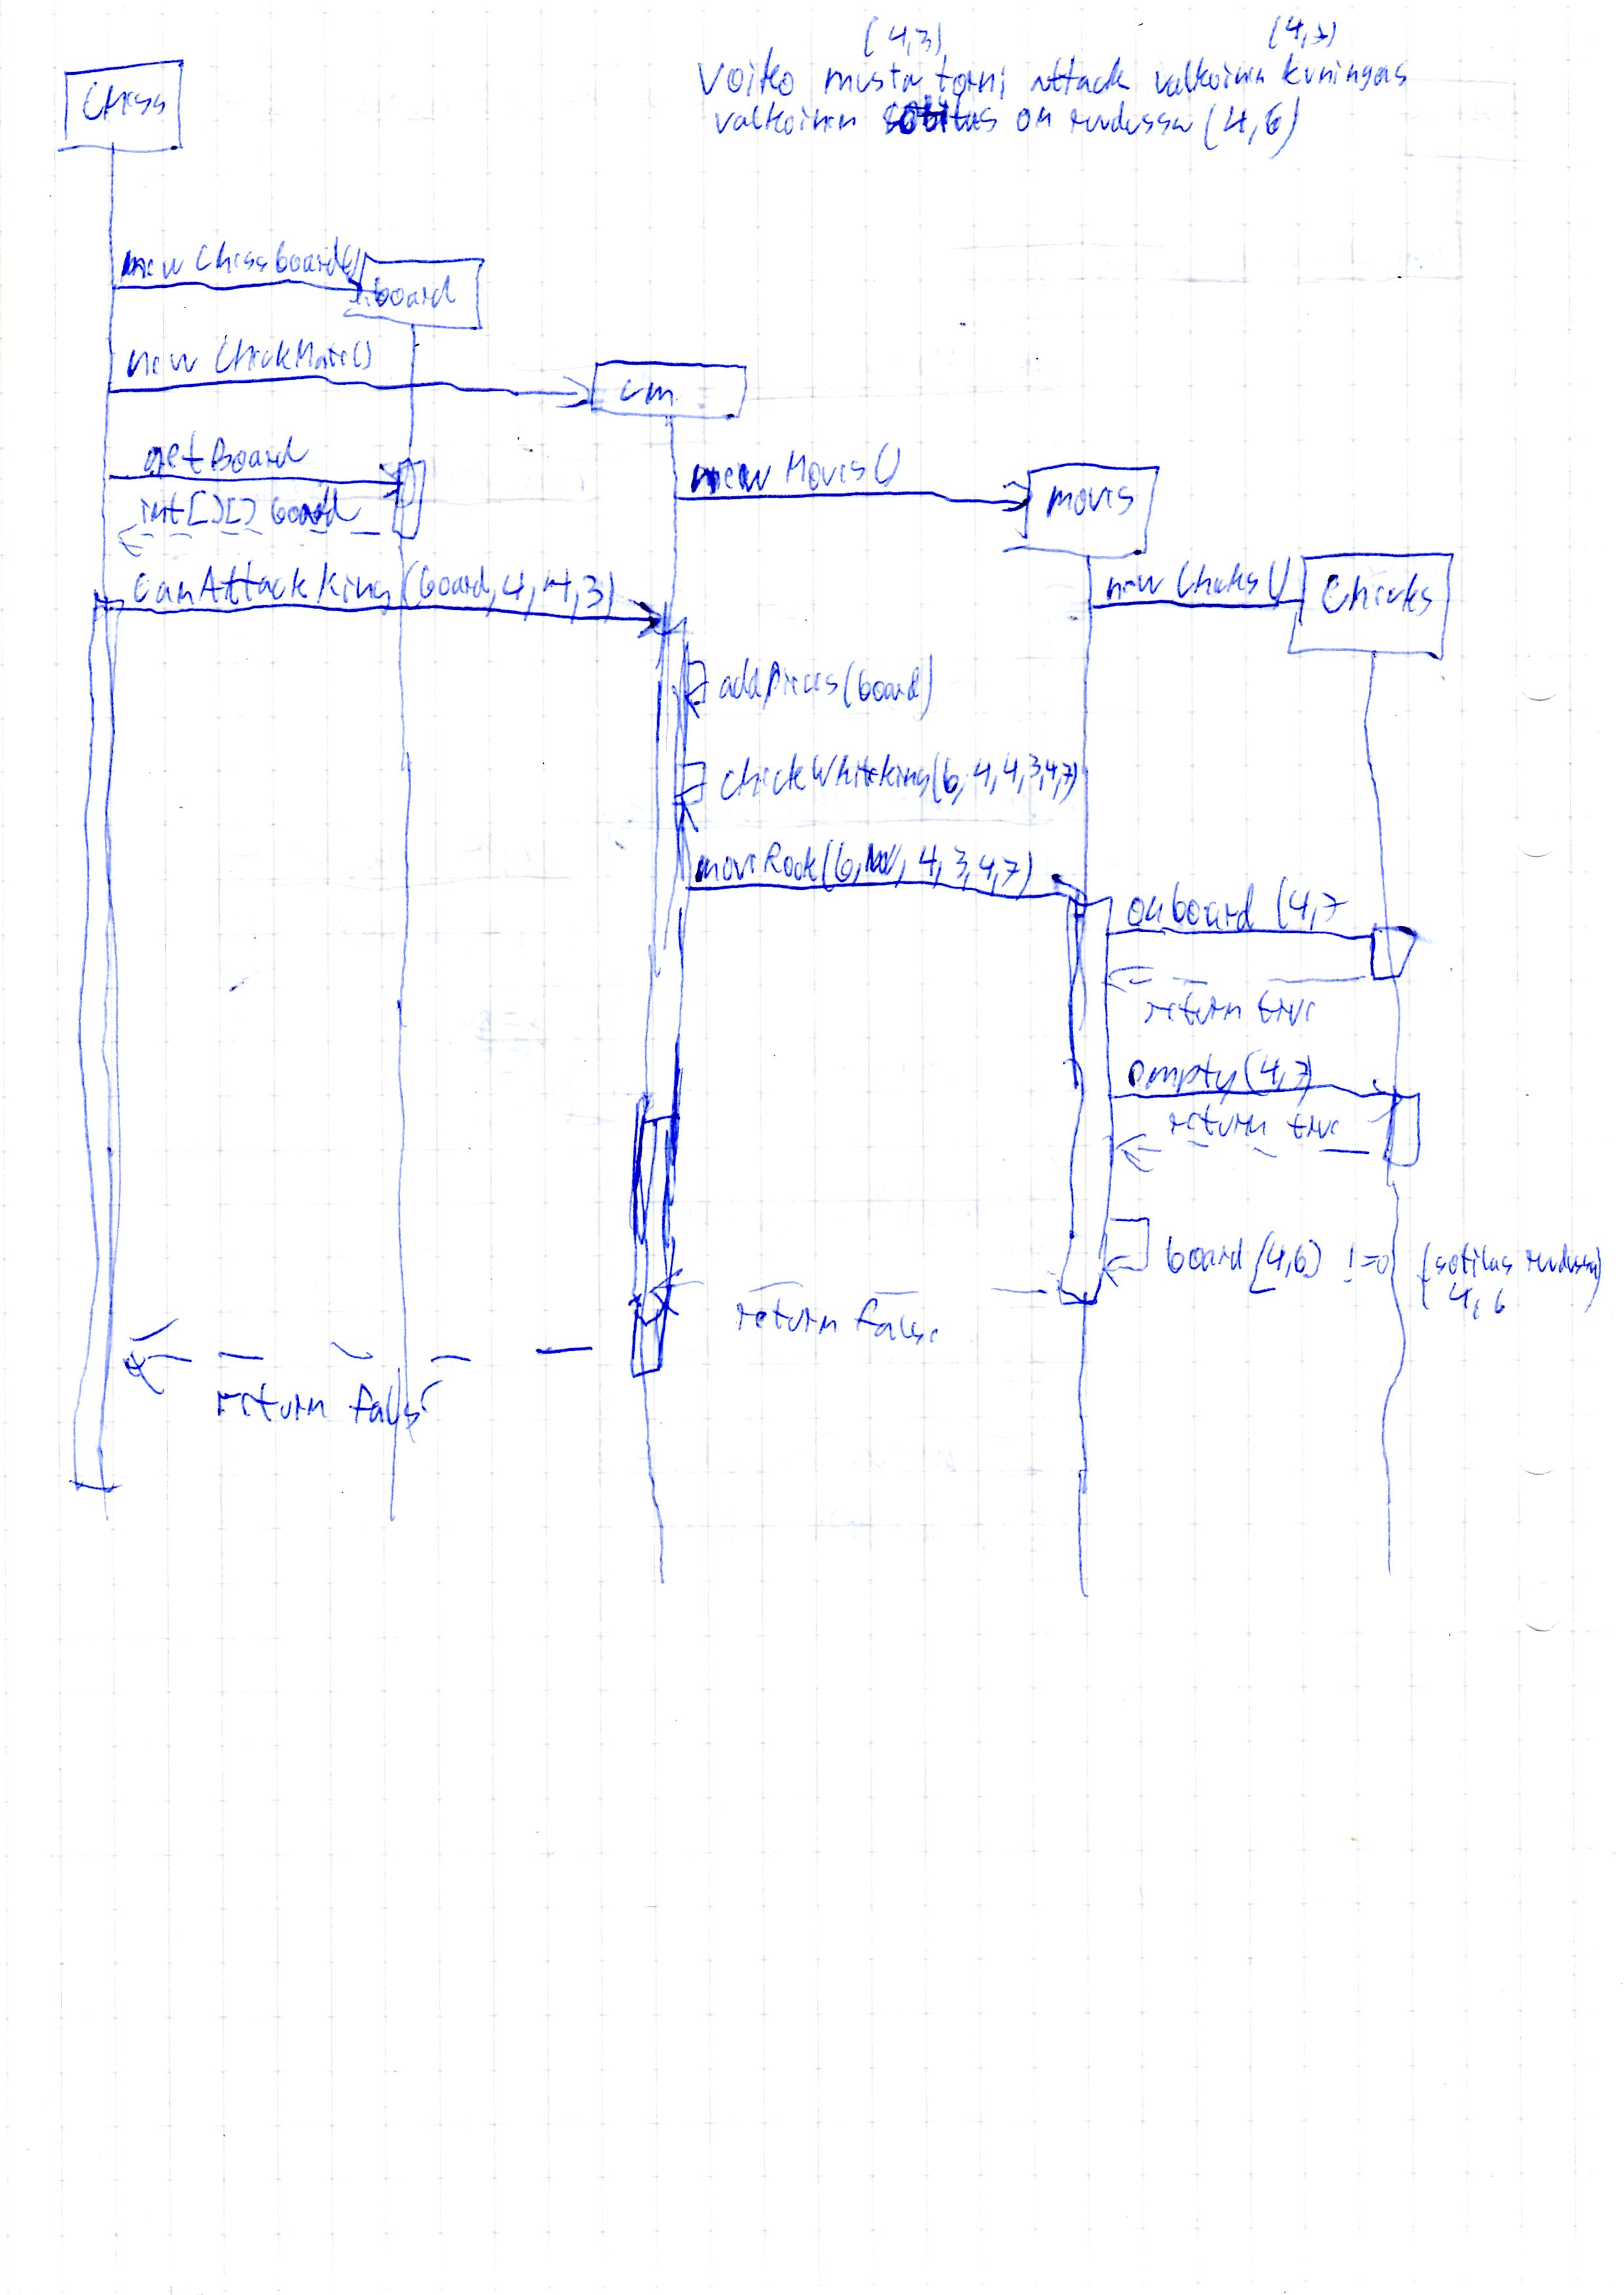 (4,3) (4,7)
Voiko musta torni attack valkoinen kuningas
valkoinen sotilas on ruudussa (4,6)
Chess
new Chessboard()
:board
new CheckMate()
cm
getBoard
new Moves()
moves
int[][] board
canAttackKing(board, 4, 4, 3)
new Checks()
Checks
addPieces(board)
checkWhiteKing(6, 4, 4, 3, 4, 7)
moveRook(6, 4, 3, 4, 7)
onboard (4,7
return true
empty(4,7)
return true
board[4,6) !=0 (sotilas ruudussa)
4,6
return false
return false